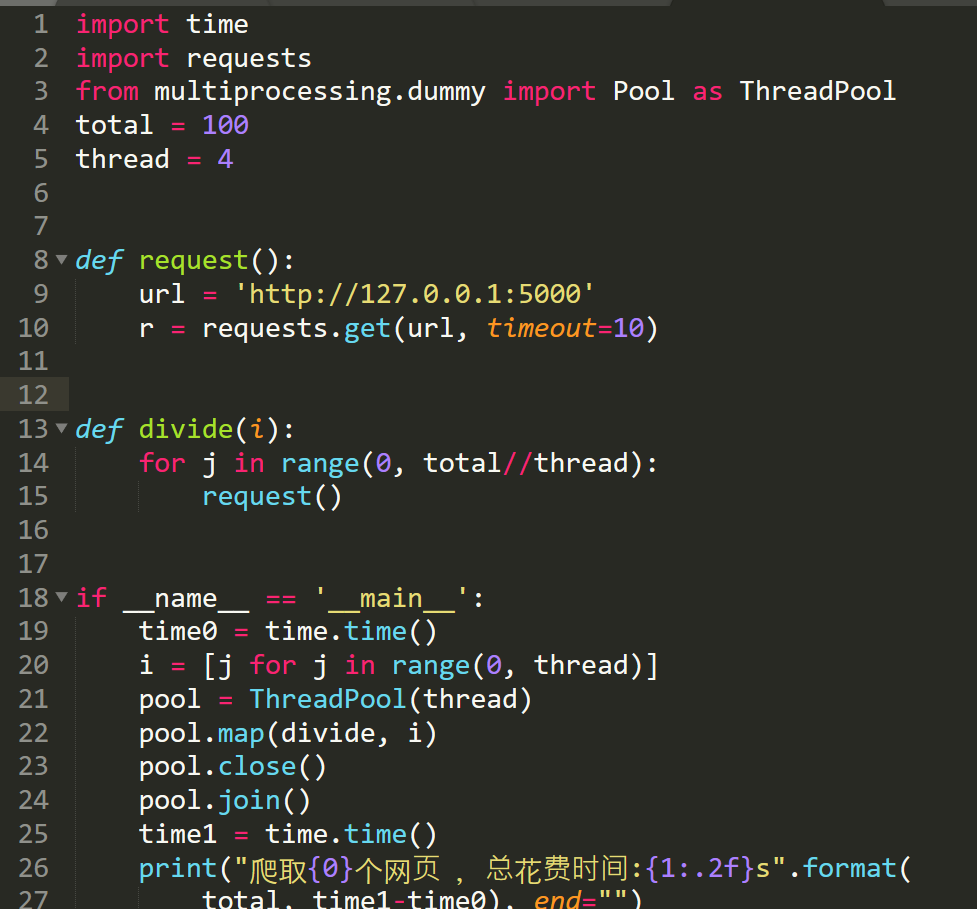 1 import time
2 import requests
3 from multiprocessing.dummy import Pool as ThreadPool
4 total = 100
5 thread = 4
6
7
8 def request():
9     url = 'http://127.0.0.1:5000'
10     r = requests.get(url, timeout=10)
11
12
13 def divide(i):
14     for j in range(0, total//thread):
15         request()
16
17
18 if __name__ == '__main__':
19     time0 = time.time()
20     i = [j for j in range(0, thread)]
21     pool = ThreadPool(thread)
22     pool.map(divide, i)
23     pool.close()
24     pool.join()
25     time1 = time.time()
26     print("爬取{0}个网页 ，总花费时间:{1:.2f}s".format(
27         total, time1-time0), end="")